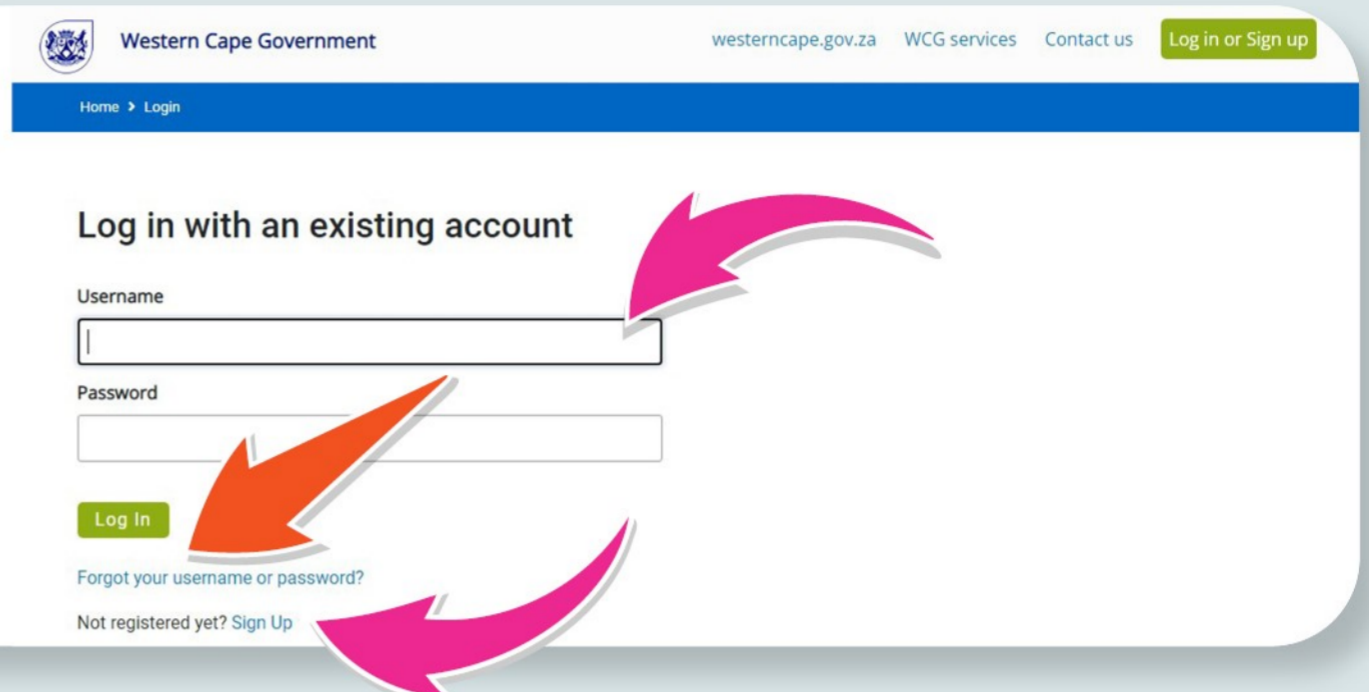 Western Cape Government
westerncape.gov.za WCG services Contact us Log in or Sign up
Home > Login
Log in with an existing account
Username
Password
Log In
Forgot your username or password?
Not registered yet? Sign Up